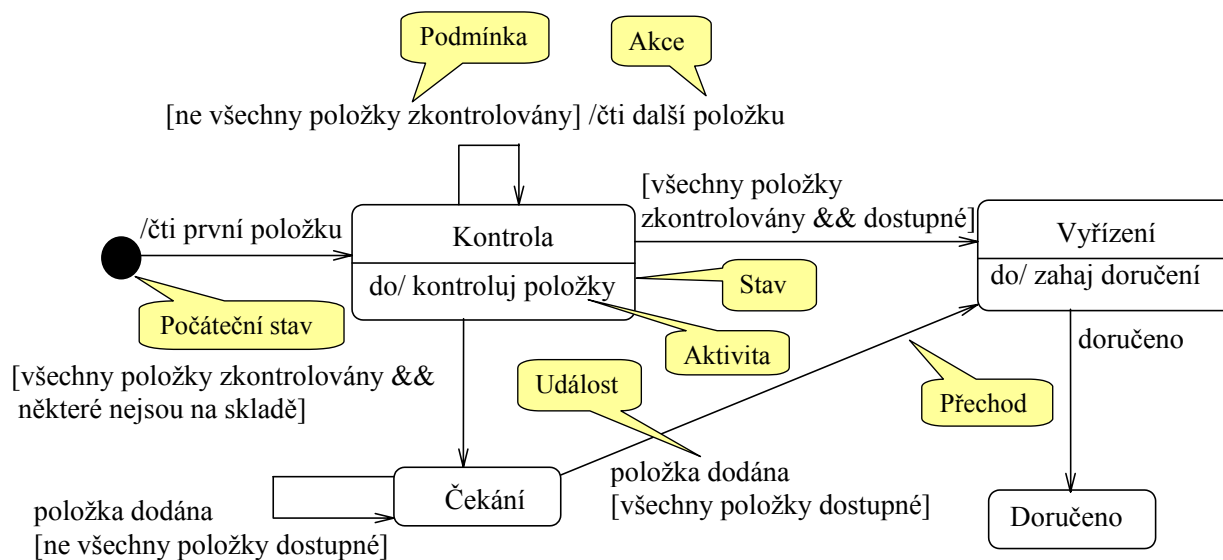 Podmínka
Akce
[ne všechny položky zkontrolovány] /čti další položku
[všechny položky
zkontrolovány && dostupné]
/čti první položku
Kontrola
do/ kontroluj položky
Vyřízení
do/ zahaj doručení
Stav
Počáteční stav
Aktivita
doručeno
[všechny položky zkontrolovány &&
některé nejsou na skladě]
Událost
Přechod
položka dodána
[všechny položky dostupné]
Čekání
položka dodána
[ne všechny položky dostupné]
Doručeno